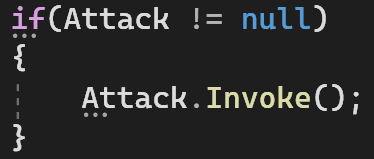 if(Attack != null)
{
    Attack.Invoke();
}